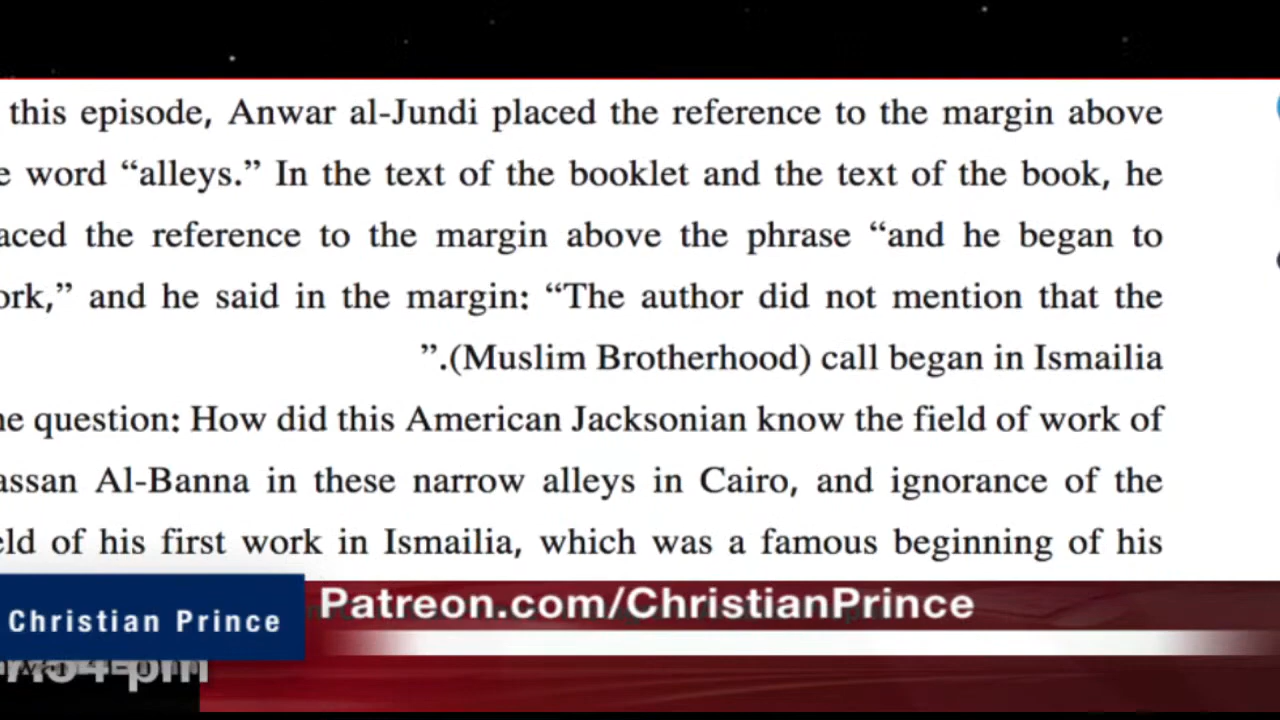 this episode, Anwar al-Jundi placed the reference to the margin above
e word “alleys.” In the text of the booklet and the text of the book, he
aced the reference to the margin above the phrase “and he began to
ork,” and he said in the margin: “The author did not mention that the
”.(Muslim Brotherhood) call began in Ismailia
ne question: How did this American Jacksonian know the field of work of
assan Al-Banna in these narrow alleys in Cairo, and ignorance of the
eld of his first work in Ismailia, which was a famous beginning of his
Christian Prince
Patreon.com/ChristianPrince